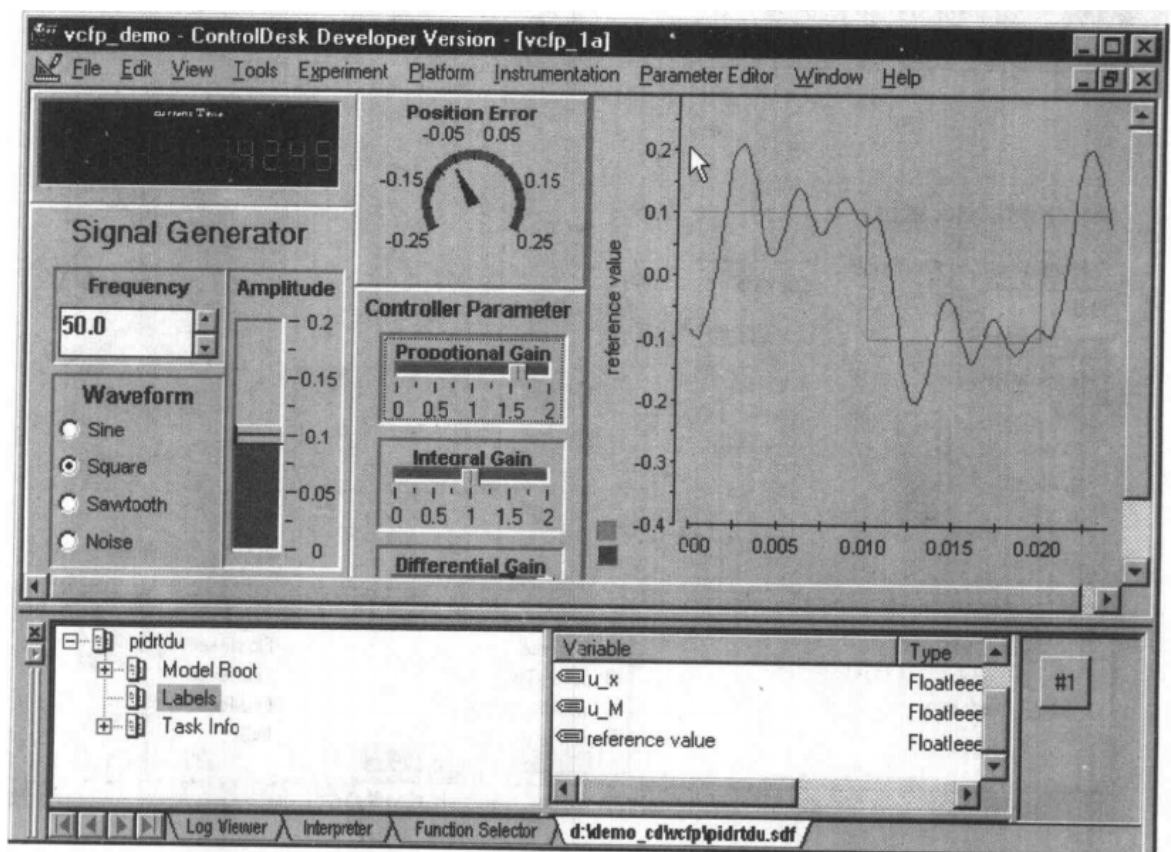 vcfp_demo - ControlDesk Developer Version - [vcfp_1a]
File Edit View Tools Experiment Platform Instrumentation Parameter Editor Window Help
current Time
4245
Signal Generator
Frequency
50.0
Waveform
Sine
Square
Sawtooth
Noise
Amplitude
0.2
0.15
0.1
0.05
0
Position Error
-0.05 0.05
-0.15 0.15
-0.25 0.25
Controller Parameter
Propotional Gain
0 0.5 1 1.5 2
Integral Gain
0 0.5 1 1.5 2
Differential Gain
reference value
0.2
0.1
0.0
-0.1
-0.2
-0.3
-0.4
000 0.005 0.010 0.015 0.020
pidrtdu
Model Root
Labels
Task Info
Variable Type
u_x Floatleee
u_M Floatleee
reference value Floatleee
#1
Log Viewer Interpreter Function Selector d:\demo_cd\vcfp\pidrtdu.sdf